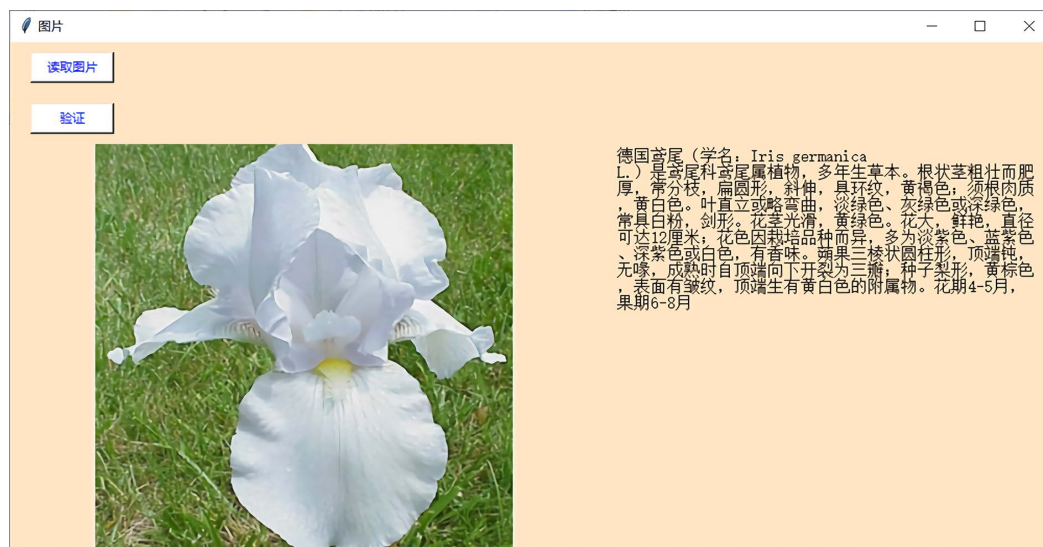 图片
读取图片
验证
德国鸢尾（学名：Iris germanica
L.）是鸢尾科鸢尾属植物，多年生草本。根状茎粗壮而肥
厚，常分枝，扁圆形，斜伸，具环纹，黄褐色；须根肉质
，黄白色。叶直立或略弯曲，淡绿色、灰绿色或深绿色，
常具白粉，剑形。花茎光滑，黄绿色。花大，鲜艳，直径
可达12厘米；花色因栽培品种而异，多为淡紫色、蓝紫色
、深紫色或白色，有香味。蒴果三棱状圆柱形，顶端钝，
无喙，成熟时自顶端向下开裂为三瓣；种子梨形，黄棕色
，表面有皱纹，顶端生有黄白色的附属物。花期4-5月，
果期6-8月